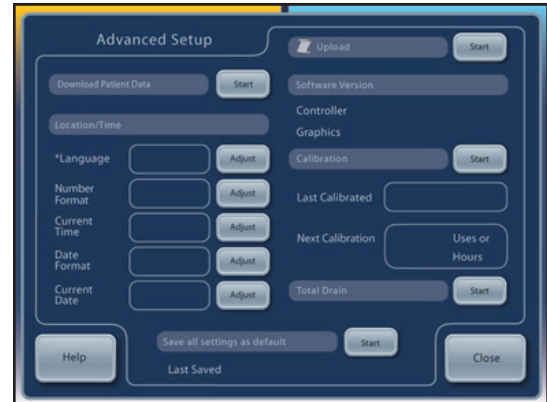 Advanced Setup
Download Patient Data
Start
Location/Time
*Language
Adjust
Number
Format
Adjust
Current
Time
Adjust
Date
Format
Adjust
Current
Date
Adjust
Upload
Start
Software Version
Controller
Graphics
Calibration
Start
Last Calibrated
Next Calibration
Uses or
Hours
Total Drain
Start
Help
Save all settings as default
Start
Last Saved
Close